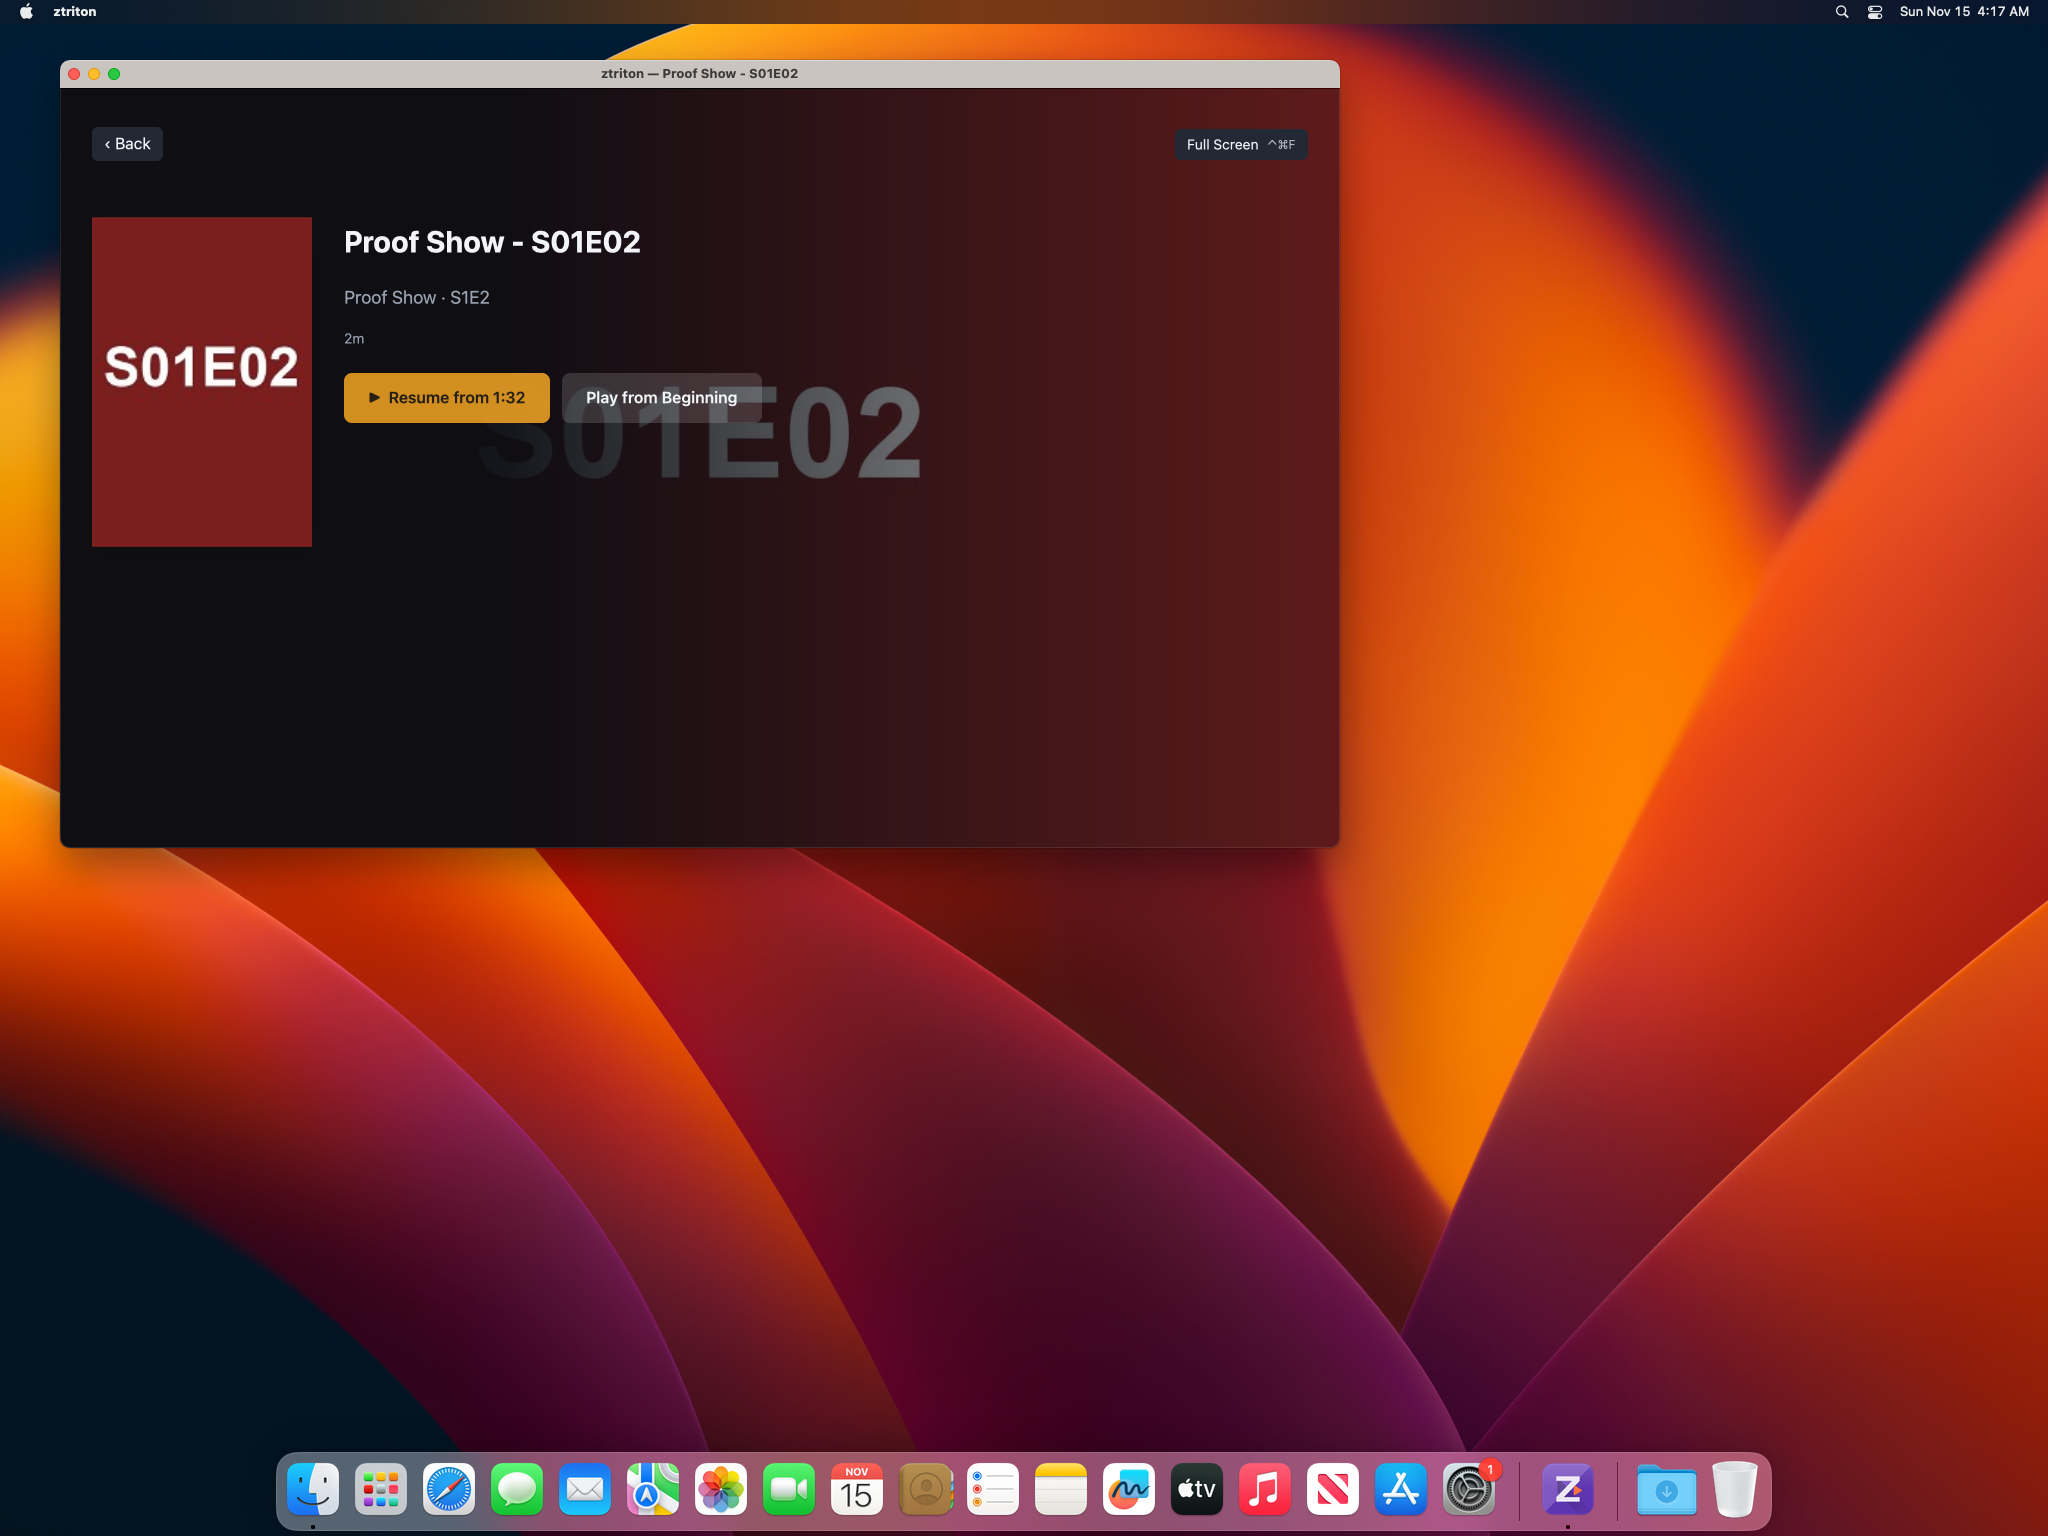 ztriton
Sun Nov 15 4:17 AM
ztriton — Proof Show - S01E02
‹ Back
Full Screen ^⌘F
S01E02
Proof Show - S01E02
Proof Show · S1E2
2m
▶ Resume from 1:32
Play from Beginning
S01E02
NOV
15
tv
1
Z